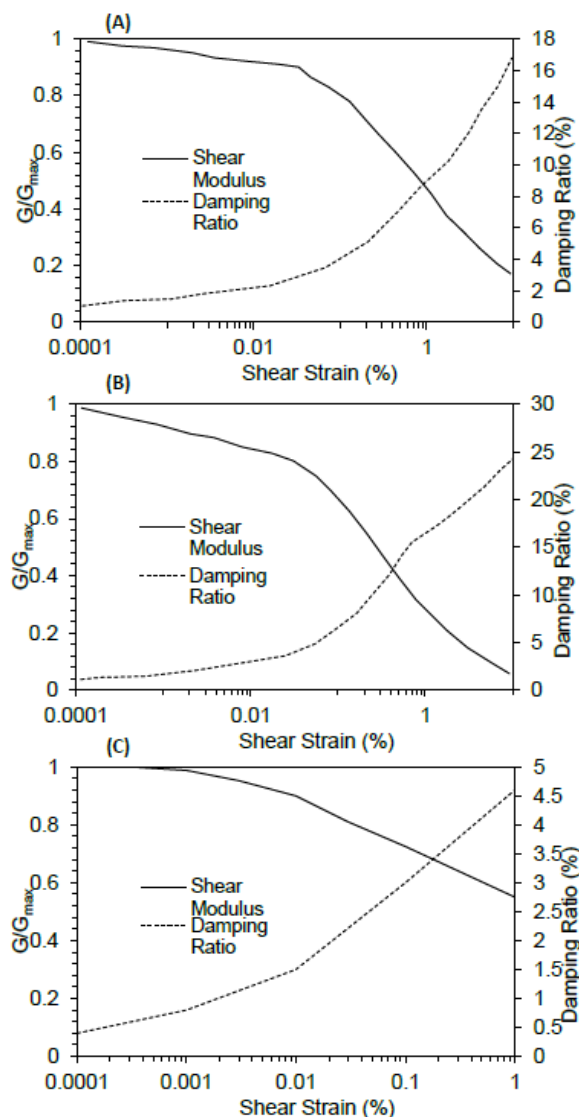 (A)
1
0.8
0.6
0.4
0.2
0
G/Gmax
18
16
14
12
10
8
6
4
2
0
Damping Ratio (%)
Shear
Modulus
Damping
Ratio
0.0001
0.01
1
Shear Strain (%)
(B)
1
0.8
0.6
0.4
0.2
0
G/Gmax
30
25
20
15
10
5
0
Damping Ratio (%)
Shear
Modulus
Damping
Ratio
0.0001
0.01
1
Shear Strain (%)
(C)
1
0.8
0.6
0.4
0.2
0
G/Gmax
5
4.5
4
3.5
3
2.5
2
1.5
1
0.5
0
Damping Ratio (%)
Shear
Modulus
Damping
Ratio
0.0001
0.001
0.01
0.1
1
Shear Strain (%)